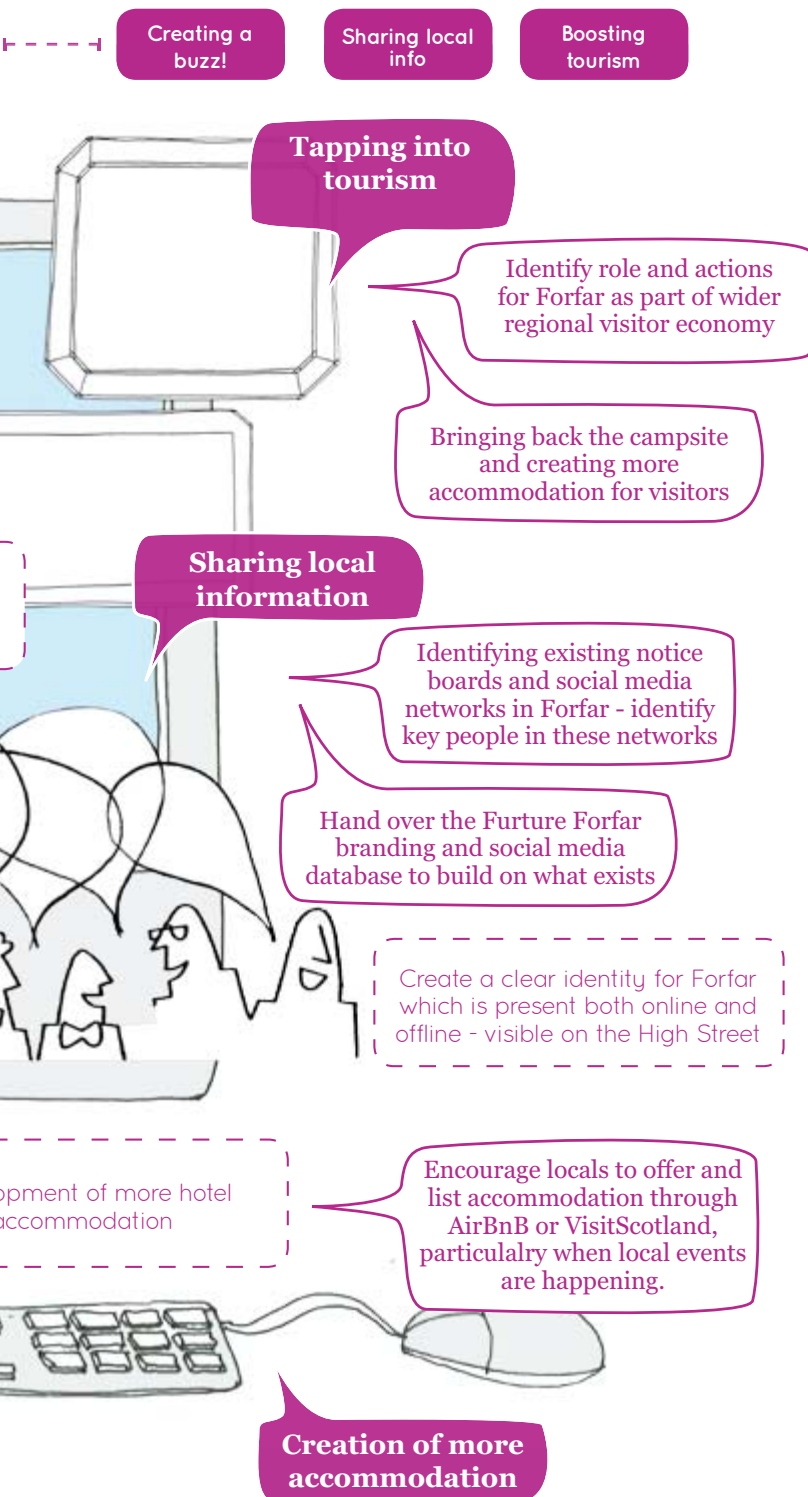 Creating a
buzz!
Sharing local
info
Boosting
tourism
Tapping into
tourism
Identify role and actions
for Forfar as part of wider
regional visitor economy
Bringing back the campsite
and creating more
accommodation for visitors
Sharing local
information
Identifying existing notice
boards and social media
networks in Forfar - identify
key people in these networks
Hand over the Furture Forfar
branding and social media
database to build on what exists
Create a clear identity for Forfar
which is present both online and
offline - visible on the High Street
of more hotel
accommodation
Encourage locals to offer and
list accommodation through
AirBnB or VisitScotland,
particulalry when local events
are happening.
Creation of more
accommodation